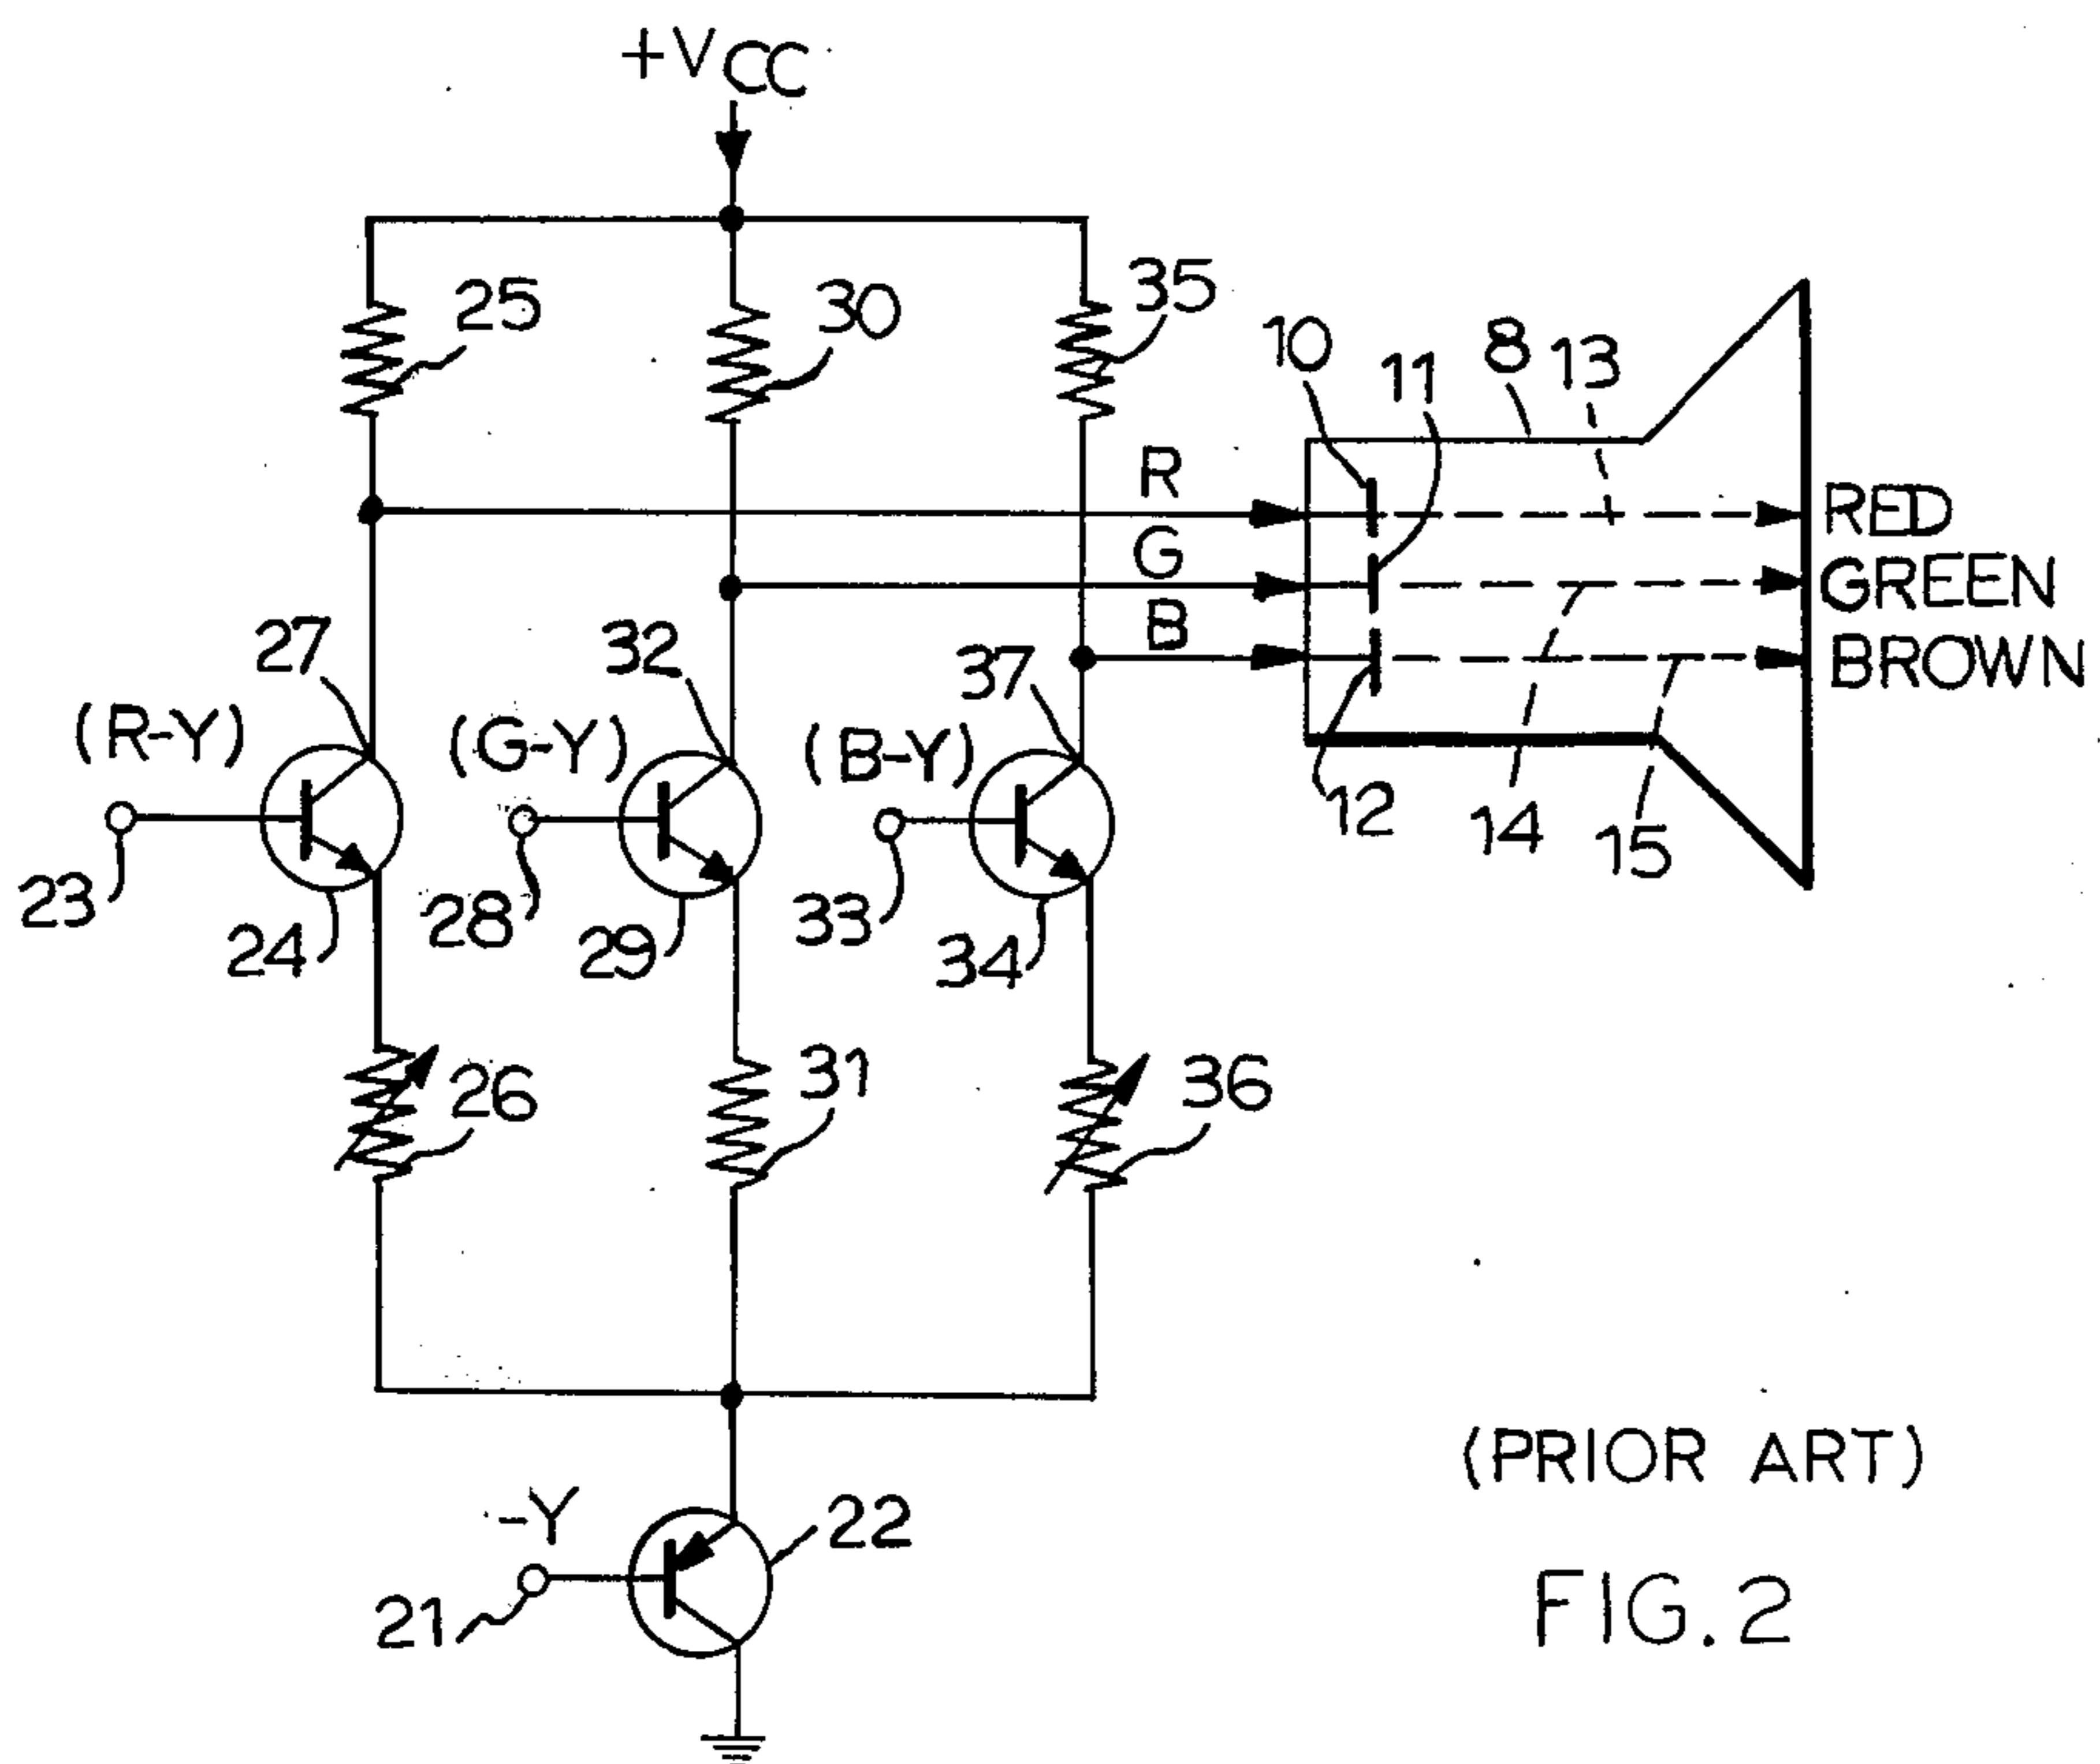 +VCC
25
30
35
10
11
8
13
R
RED
G
GREEN
B
BROWN
27
32
37
(R-Y)
(G-Y)
(B-Y)
12
14
15
23
24
28
29
33
34
26
31
36
-Y
22
21
(PRIOR ART)
FIG. 2